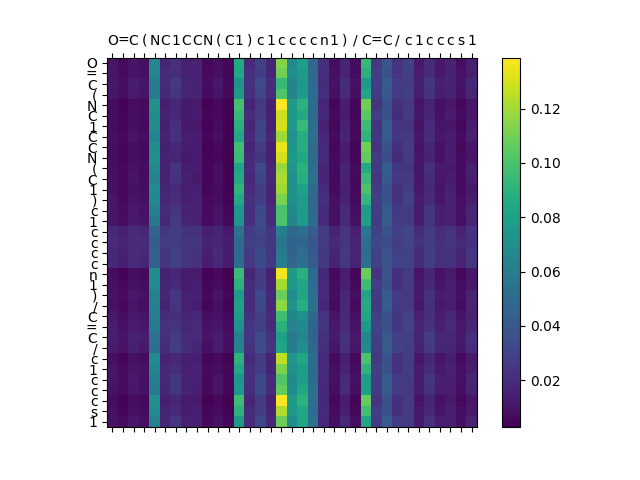 O=C(NC1CCN(C1)c1ccccn1)/C=C/c1cccs1
O
=
C
(
N
C
1
C
C
N
(
C
1
)
c
1
c
c
c
c
n
1
)
/
C
=
C
/
c
1
c
c
c
s
1
0.12
0.10
0.08
0.06
0.04
0.02